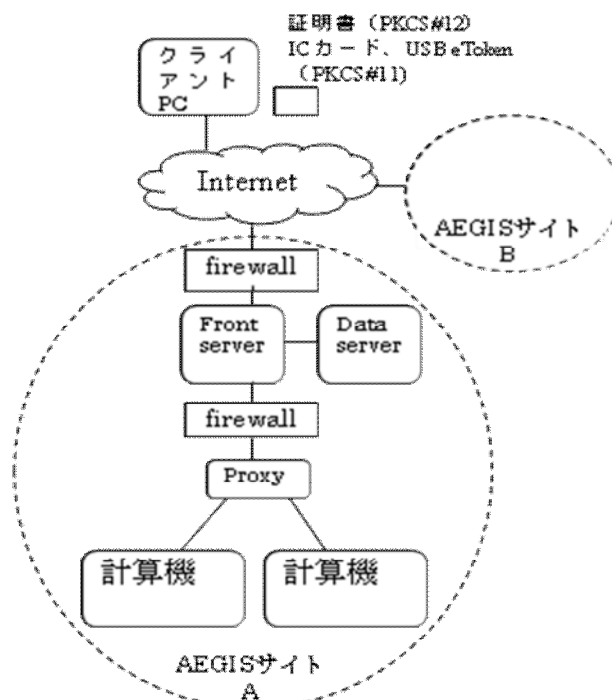 証明書 (PKCS#12)
ICカード、USB eToken
(PKCS#11)
クライ
アント
PC
Internet
AEGISサイト
B
firewall
Front
server
Data
server
firewall
Proxy
計算機
計算機
AEGISサイト
A